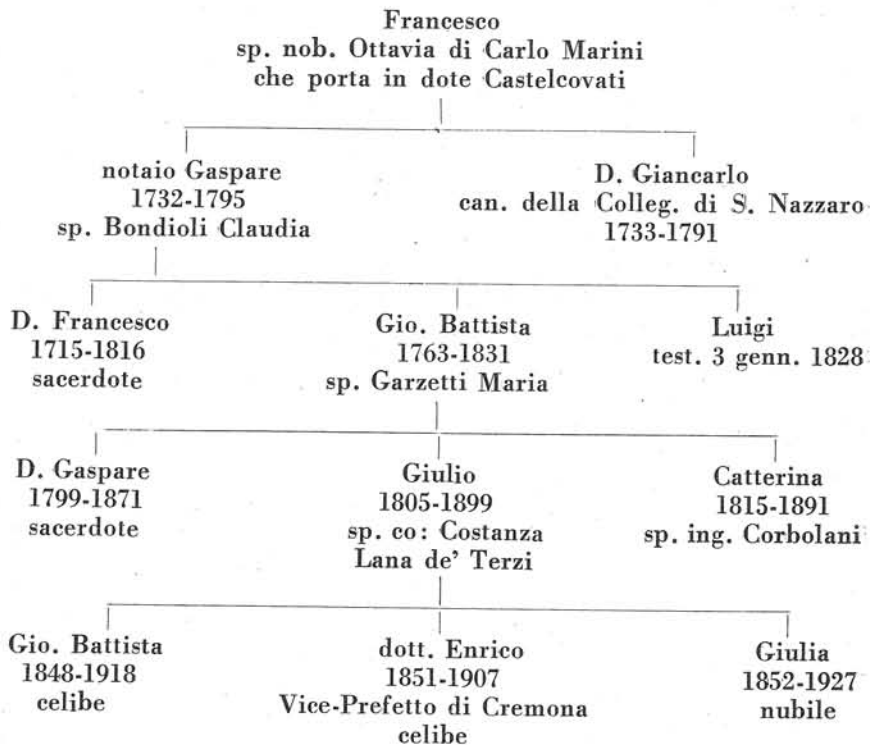 Francesco
sp. nob. Ottavia di Carlo Marini
che porta in dote Castelcovati
notaio Gaspare
1732-1795
sp. Bondioli Claudia
D. Giancarlo
can. della Colleg. di S. Nazzaro
1733-1791
D. Francesco
1715-1816
sacerdote
Gio. Battista
1763-1831
sp. Garzetti Maria
Luigi
test. 3 genn. 1828
D. Gaspare
1799-1871
sacerdote
Giulio
1805-1899
sp. co: Costanza
Lana de' Terzi
Catterina
1815-1891
sp. ing. Corbolani
Gio. Battista
1848-1918
celibe
dott. Enrico
1851-1907
Vice-Prefetto di Cremona
celibe
Giulia
1852-1927
nubile